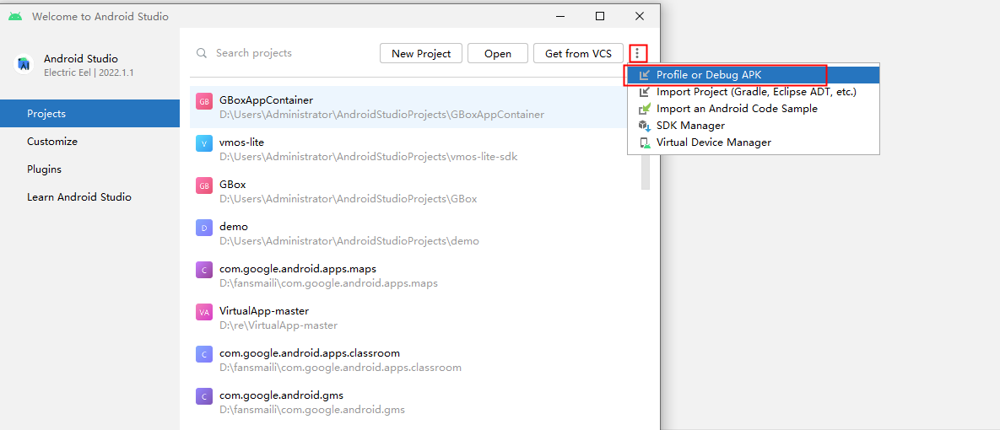 Welcome to Android Studio
Android Studio
Electric Eel | 2022.1.1
Projects
Customize
Plugins
Learn Android Studio
Search projects
New Project
Open
Get from VCS
Profile or Debug APK
Import Project (Gradle, Eclipse ADT, etc.)
Import an Android Code Sample
SDK Manager
Virtual Device Manager
GB
GBoxAppContainer
D:\Users\Administrator\AndroidStudioProjects\GBoxAppContainer
V
vmos-lite
D:\Users\Administrator\AndroidStudioProjects\vmos-lite-sdk
GB
GBox
D:\Users\Administrator\AndroidStudioProjects\GBox
D
demo
D:\Users\Administrator\AndroidStudioProjects\demo
C
com.google.android.apps.maps
D:\fansmaili\com.google.android.apps.maps
VA
VirtualApp-master
D:\re\VirtualApp-master
C
com.google.android.apps.classroom
D:\fansmaili\com.google.android.apps.classroom
C
com.google.android.gms
D:\fansmaili\com.google.android.gms